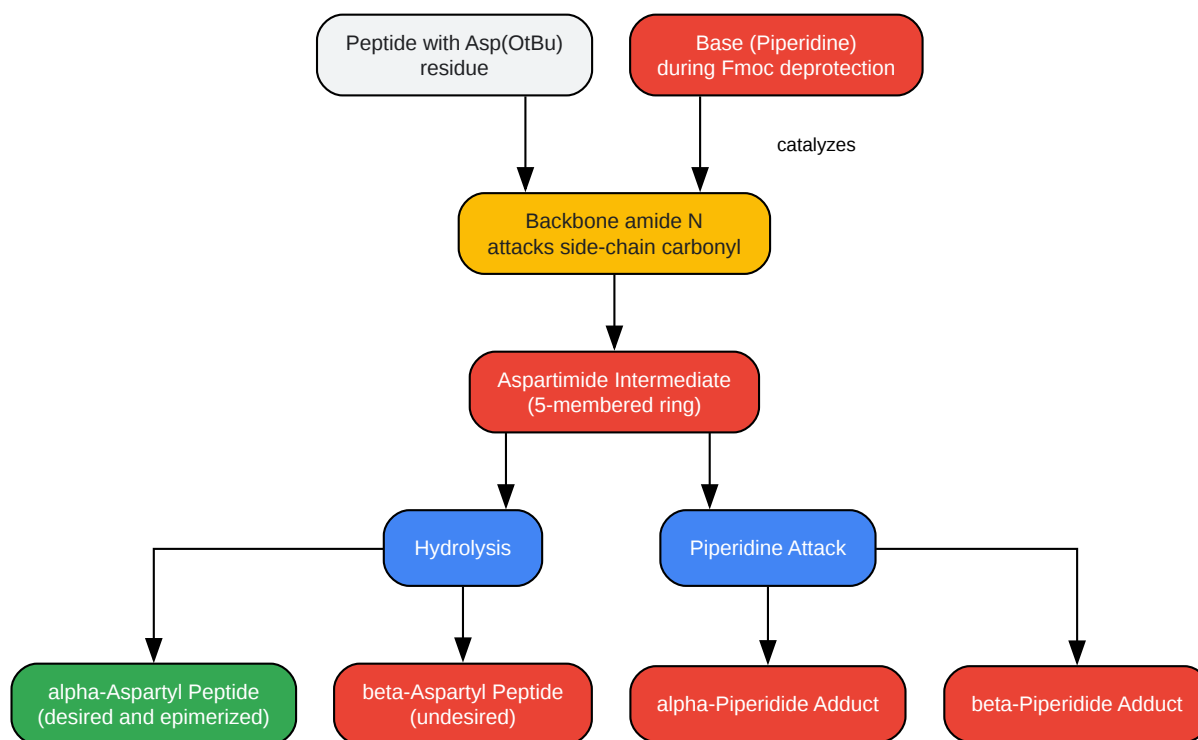 Peptide with Asp(OtBu)
residue
Base (Piperidine)
during Fmoc deprotection
catalyzes
Backbone amide N
attacks side-chain carbonyl
Aspartimide Intermediate
(5-membered ring)
Hydrolysis
Piperidine Attack
alpha-Aspartyl Peptide
(desired and epimerized)
beta-Aspartyl Peptide
(undesired)
alpha-Piperidide Adduct
beta-Piperidide Adduct